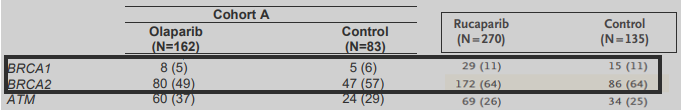 Cohort A
Olaparib Control Rucaparib Control
(N=162) (N=83) (N=270) (N=135)
BRCA1 8 (5) 5 (6) 29 (11) 15 (11)
BRCA2 80 (49) 47 (57) 172 (64) 86 (64)
ATM 60 (37) 24 (29) 69 (26) 34 (25)